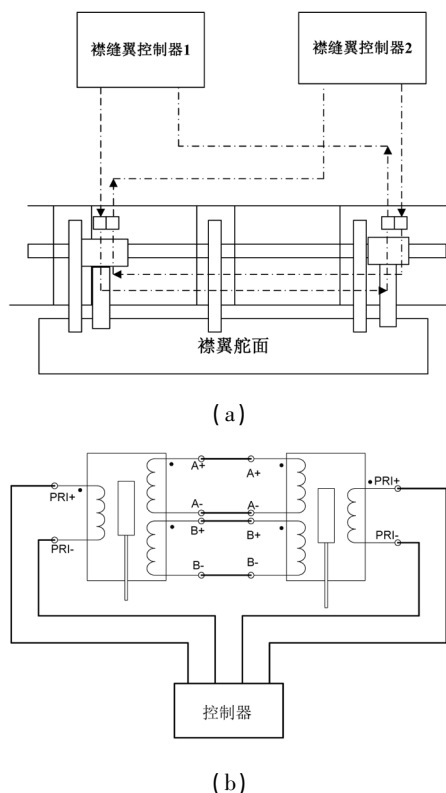 襟缝翼控制器1
襟缝翼控制器2
襟翼舵面
(a)
A+ A+
PRI+ PRI+
A- A-
B+ B+
PRI- PRI-
B- B-
控制器
(b)